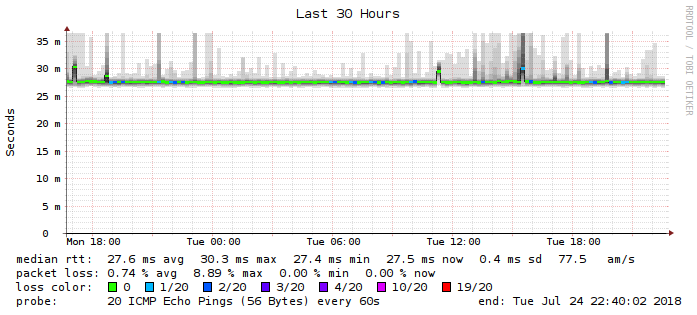 Last 30 Hours
RRDTOOL / TOBI OETIKER
Seconds
35 m
30 m
25 m
20 m
15 m
10 m
5 m
0
Mon 18:00 Tue 00:00 Tue 06:00 Tue 12:00 Tue 18:00
median rtt: 27.6 ms avg 30.3 ms max 27.4 ms min 27.5 ms now 0.4 ms sd 77.5 am/s
packet loss: 0.74 % avg 8.89 % max 0.00 % min 0.00 % now
loss color: 0 1/20 2/20 3/20 4/20 10/20 19/20
probe: 20 ICMP Echo Pings (56 Bytes) every 60s end: Tue Jul 24 22:40:02 2018